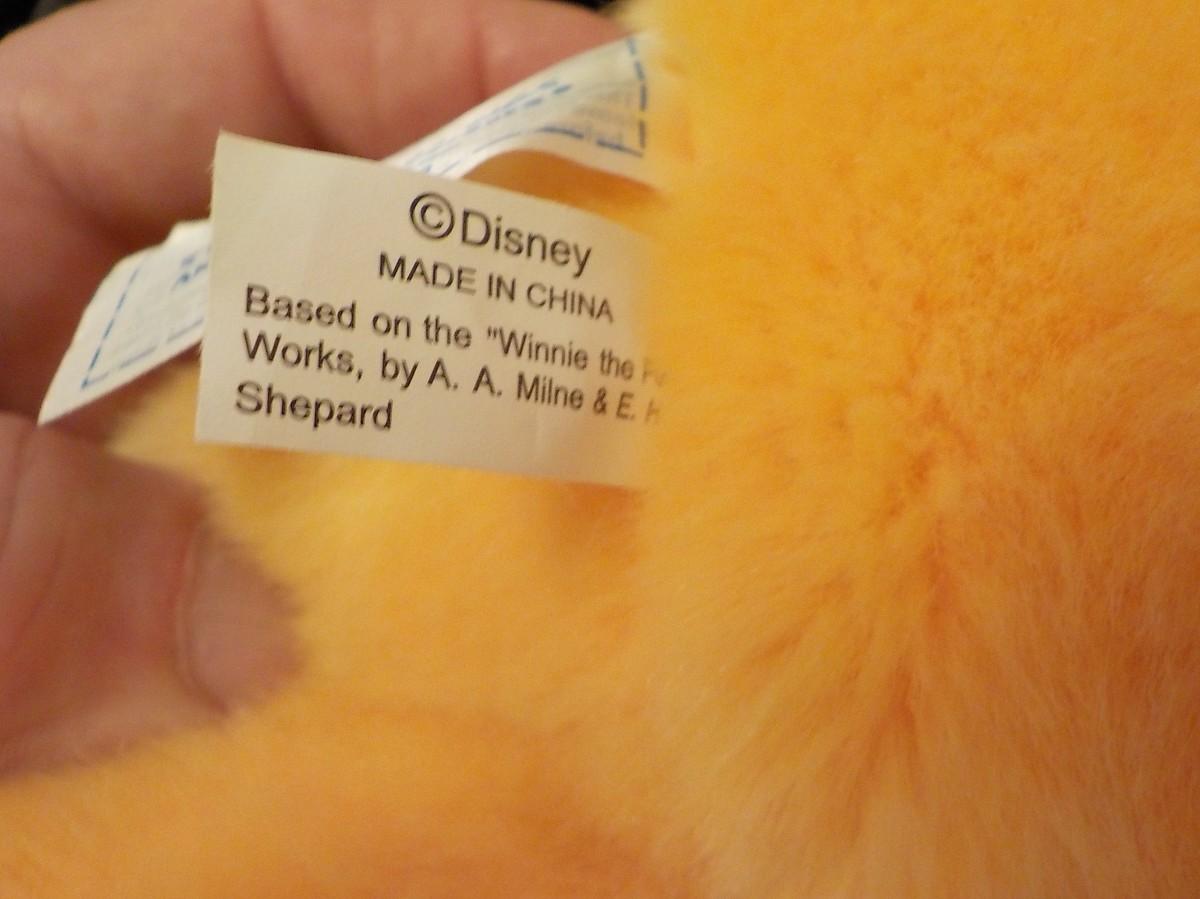 ©Disney
MADE IN CHINA
Based on the "Winnie the
Works, by A. A. Milne & E. H
Shepard